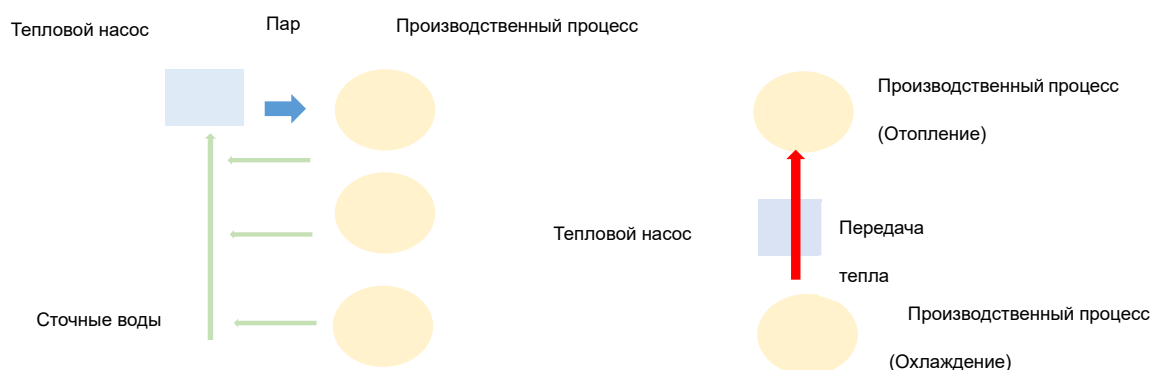 Тепловой насос
Пар
Производственный процесс
Сточные воды
Производственный процесс
(Отопление)
Тепловой насос
Передача
тепла
Производственный процесс
(Охлаждение)